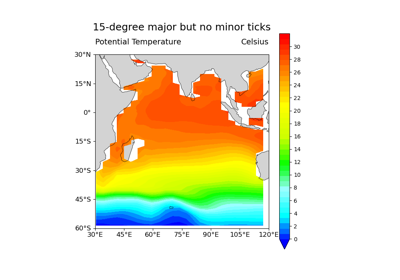 15-degree major but no minor ticks
Potential Temperature Celsius
30°N
15°N
0°
15°S
30°S
45°S
60°S
30°E 45°E 60°E 75°E 90°E 105°E 120°E
30
28
26
24
22
20
18
16
14
12
10
8
6
4
2
0